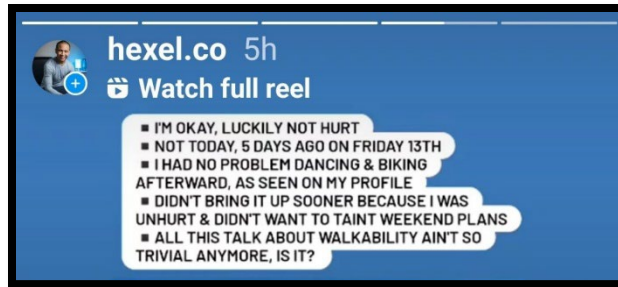 hexel.co 5h
Watch full reel
▪ I'M OKAY, LUCKILY NOT HURT
▪ NOT TODAY, 5 DAYS AGO ON FRIDAY 13TH
▪ I HAD NO PROBLEM DANCING & BIKING
AFTERWARD, AS SEEN ON MY PROFILE
▪ DIDN'T BRING IT UP SOONER BECAUSE I WAS
UNHURT & DIDN'T WANT TO TAINT WEEKEND PLANS
▪ ALL THIS TALK ABOUT WALKABILITY AIN'T SO
TRIVIAL ANYMORE, IS IT?